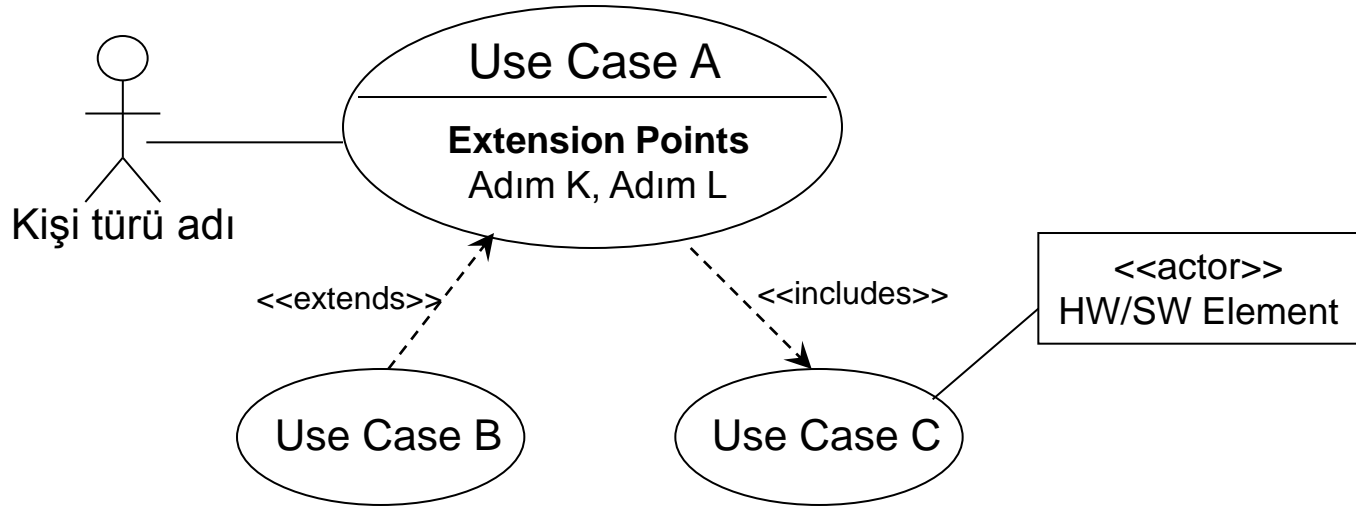 Use Case A
Extension Points
Adım K, Adım L
Kişi türü adı
<<extends>>
<<includes>>
<<actor>>
HW/SW Element
Use Case B
Use Case C